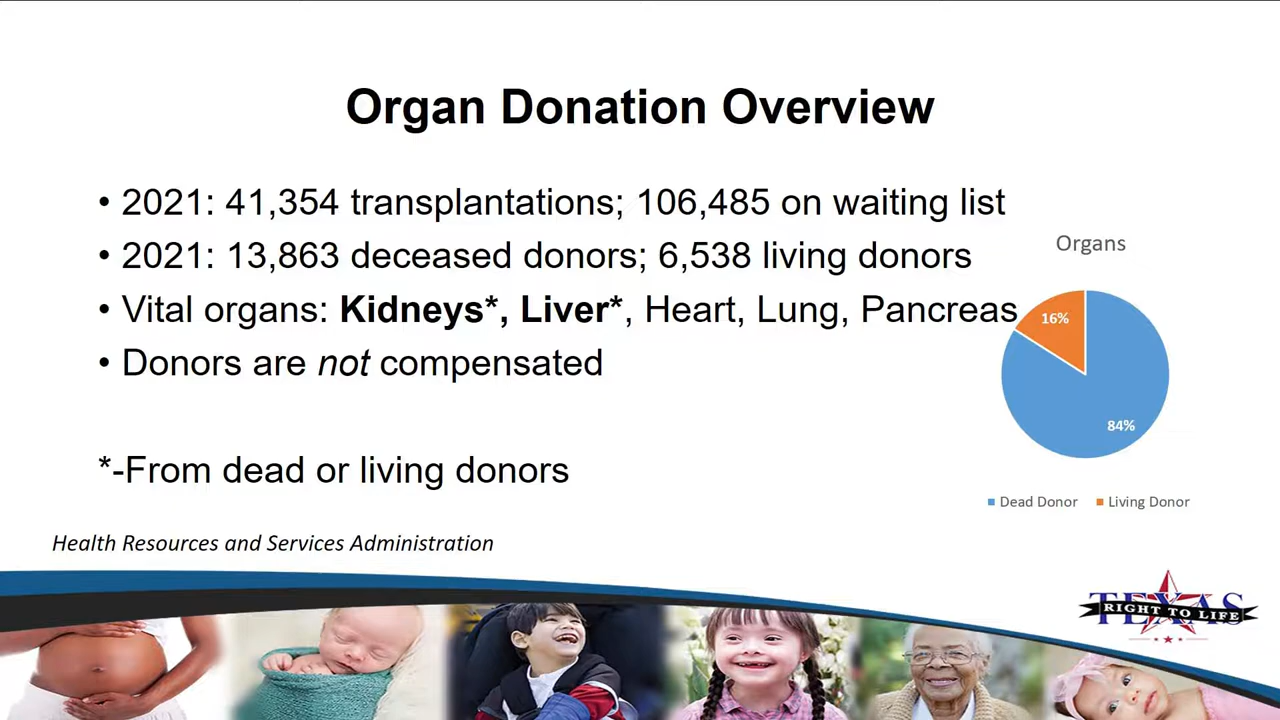 Organ Donation Overview
• 2021: 41,354 transplantations; 106,485 on waiting list
• 2021: 13,863 deceased donors; 6,538 living donors
• Vital organs: Kidneys*, Liver*, Heart, Lung, Pancreas
• Donors are not compensated
*-From dead or living donors
Organs
16%
84%
Dead Donor
Living Donor
Health Resources and Services Administration
TEXAS
RIGHT TO LIFE